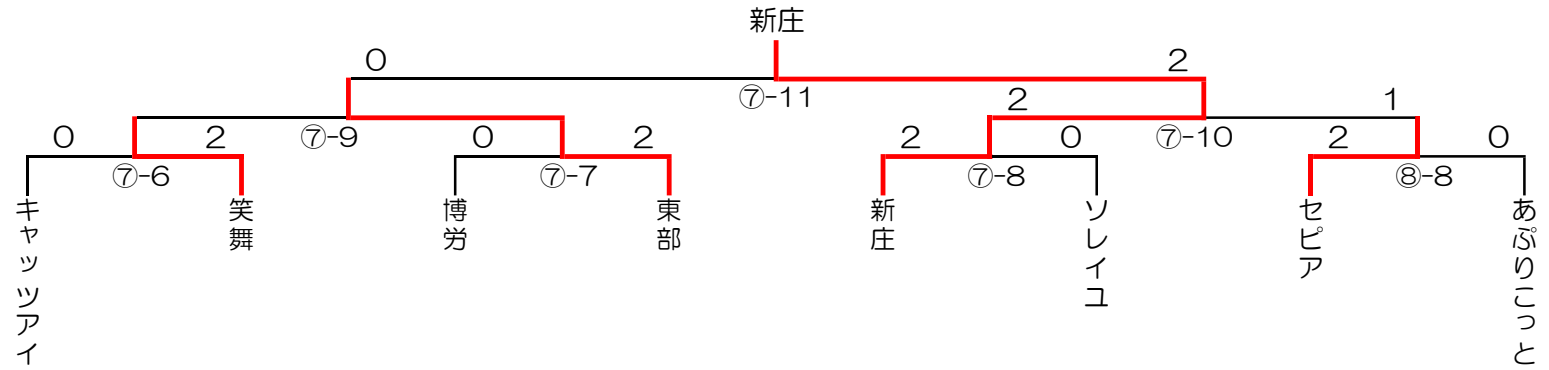 新庄
0
2
⑦-11
2
1
0
2
⑦-9
0
2
2
0
⑦-10
2
0
⑦-6
⑦-7
⑦-8
⑧-8
キャッツアイ
笑舞
博労
東部
新庄
ソレイユ
セピア
あぷりこっと